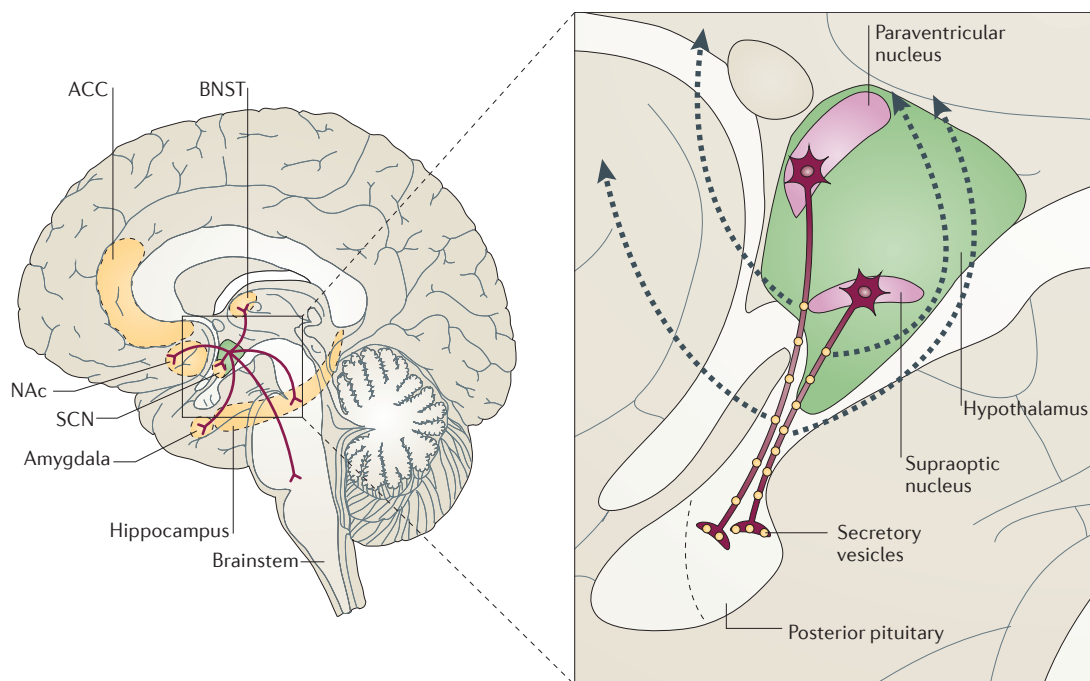 ACC
BNST
NAc
SCN
Amygdala
Hippocampus
Brainstem
Paraventricular
nucleus
Hypothalamus
Supraoptic
nucleus
Secretory
vesicles
Posterior pituitary